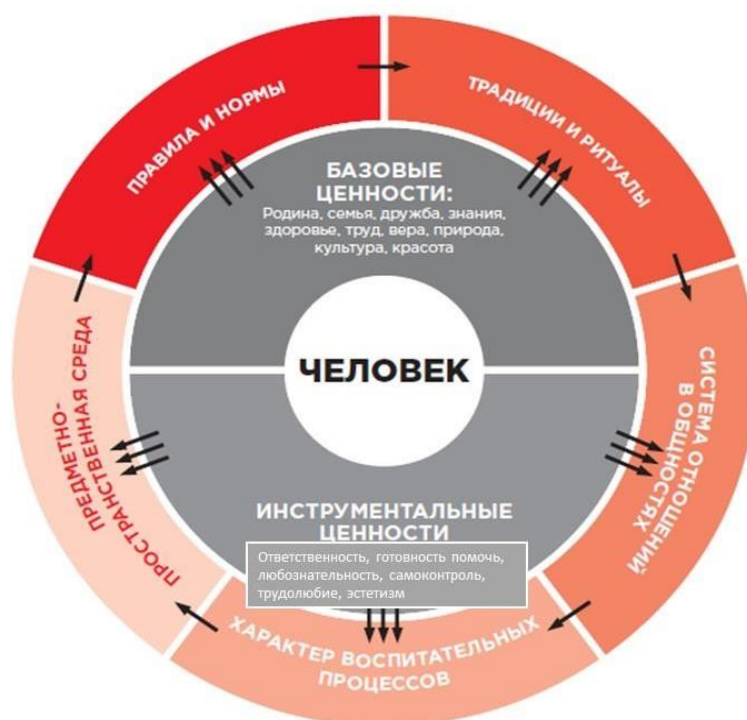 ПРАВИЛА И НОРМЫ
ТРАДИЦИИ И РИТУАЛЫ
БАЗОВЫЕ
ЦЕННОСТИ:
Родина, семья, дружба, знания,
здоровье, труд, вера, природа,
культура, красота
ЧЕЛОВЕК
ПРЕДМЕТНО-
ПРОСТРАНСТВЕННАЯ СРЕДА
СИСТЕМА ОТНОШЕНИЙ
В ОБЩНОСТЯХ
ИНСТРУМЕНТАЛЬНЫЕ
ЦЕННОСТИ
Ответственность, готовность помочь,
любознательность, самоконтроль,
трудолюбие, эстетизм
ХАРАКТЕР ВОСПИТАТЕЛЬНЫХ
ПРОЦЕССОВ